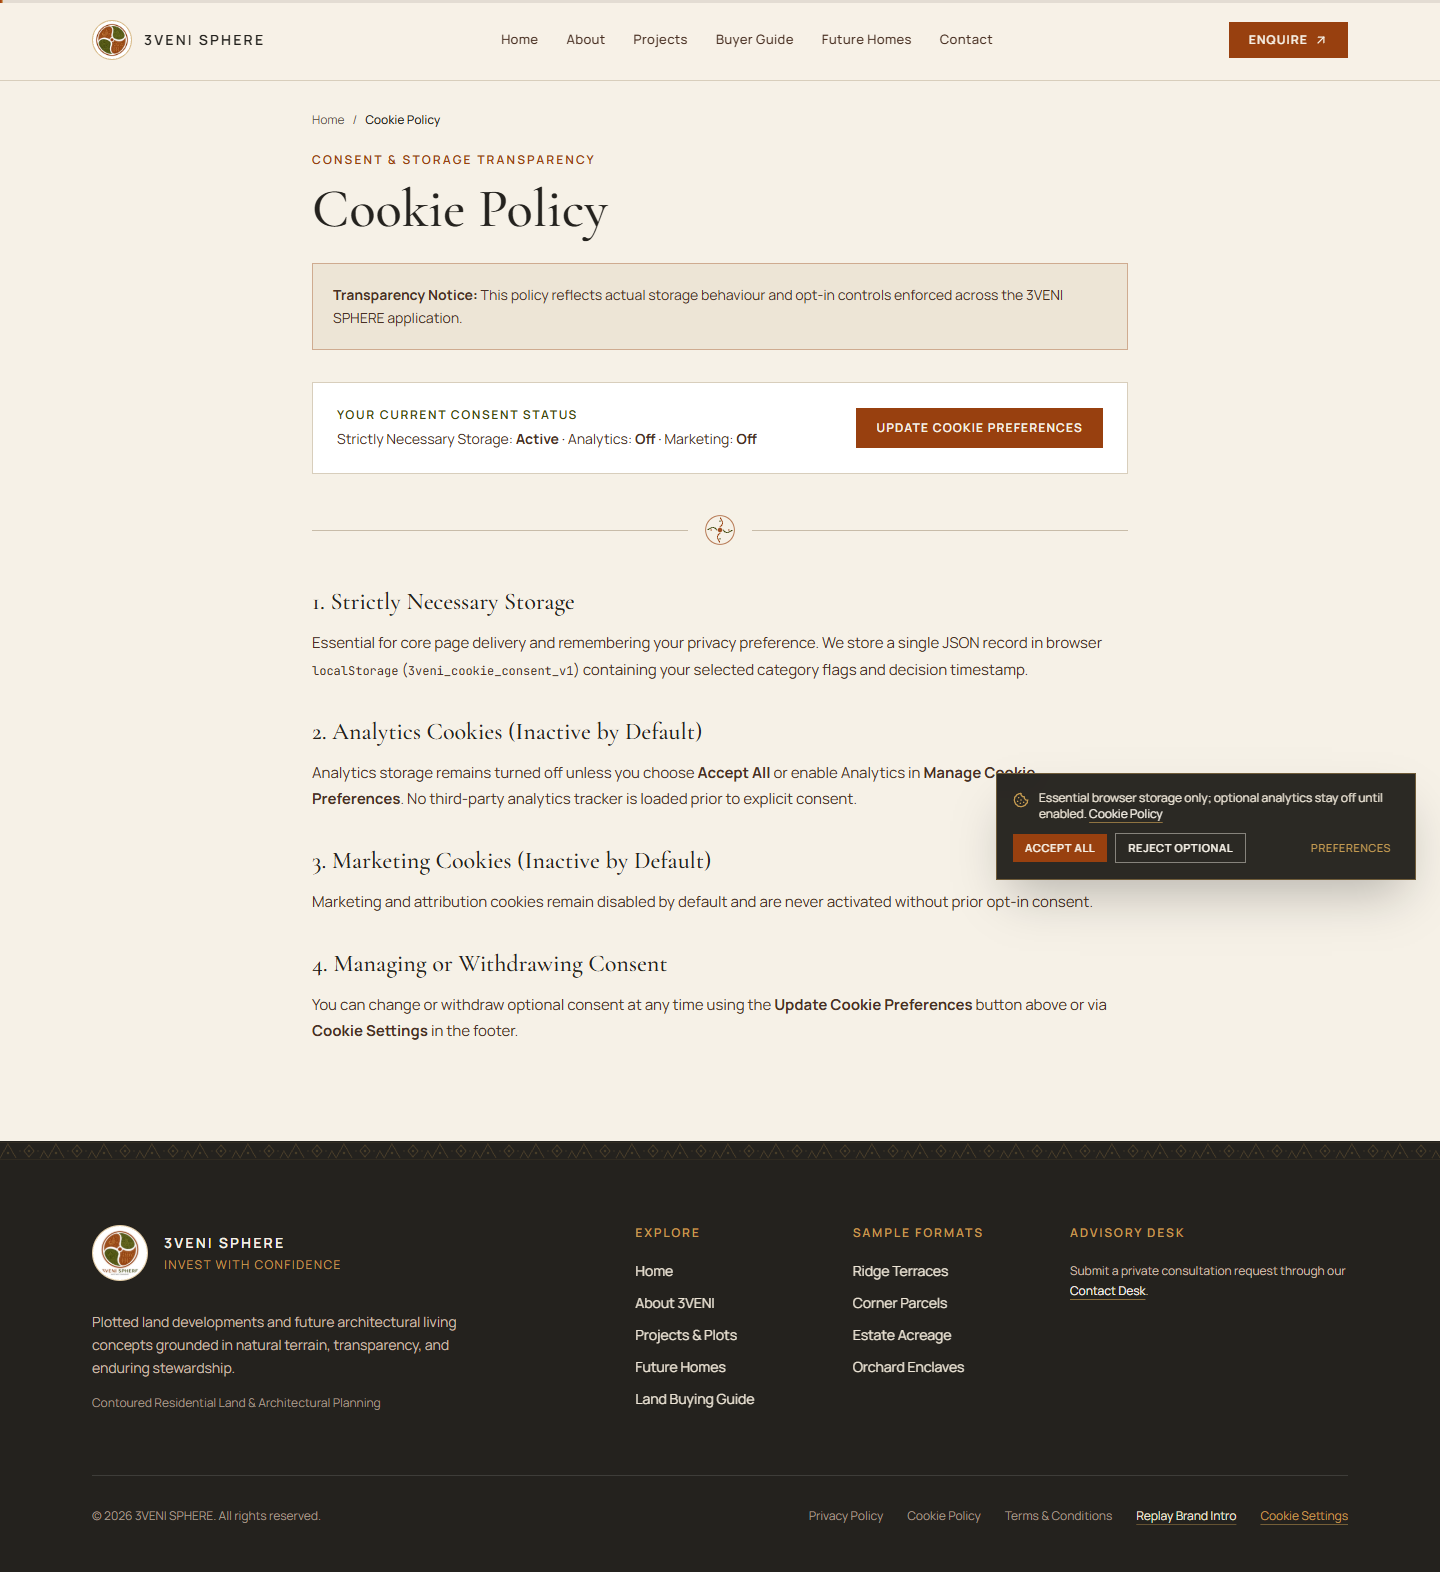 3VENI SPHERE
Home About Projects Buyer Guide Future Homes Contact
ENQUIRE
Home / Cookie Policy
CONSENT & STORAGE TRANSPARENCY
Cookie Policy
Transparency Notice: This policy reflects actual storage behaviour and opt-in controls enforced across the 3VENI
SPHERE application.
YOUR CURRENT CONSENT STATUS
Strictly Necessary Storage: Active · Analytics: Off · Marketing: Off
UPDATE COOKIE PREFERENCES
1. Strictly Necessary Storage
Essential for core page delivery and remembering your privacy preference. We store a single JSON record in browser
localStorage (3veni_cookie_consent_v1) containing your selected category flags and decision timestamp.
2. Analytics Cookies (Inactive by Default)
Analytics storage remains turned off unless you choose Accept All or enable Analytics in Manage Cookie
Preferences. No third-party analytics tracker is loaded prior to explicit consent.
Essential browser storage only; optional analytics stay off until
enabled. Cookie Policy
ACCEPT ALL REJECT OPTIONAL PREFERENCES
3. Marketing Cookies (Inactive by Default)
Marketing and attribution cookies remain disabled by default and are never activated without prior opt-in consent.
4. Managing or Withdrawing Consent
You can change or withdraw optional consent at any time using the Update Cookie Preferences button above or via
Cookie Settings in the footer.
3VENI SPHERE
3VENI SPHERE
INVEST WITH CONFIDENCE
Plotted land developments and future architectural living
concepts grounded in natural terrain, transparency, and
enduring stewardship.
Contoured Residential Land & Architectural Planning
EXPLORE
Home
About 3VENI
Projects & Plots
Future Homes
Land Buying Guide
SAMPLE FORMATS
Ridge Terraces
Corner Parcels
Estate Acreage
Orchard Enclaves
ADVISORY DESK
Submit a private consultation request through our
Contact Desk.
© 2026 3VENI SPHERE. All rights reserved.
Privacy Policy Cookie Policy Terms & Conditions Replay Brand Intro Cookie Settings